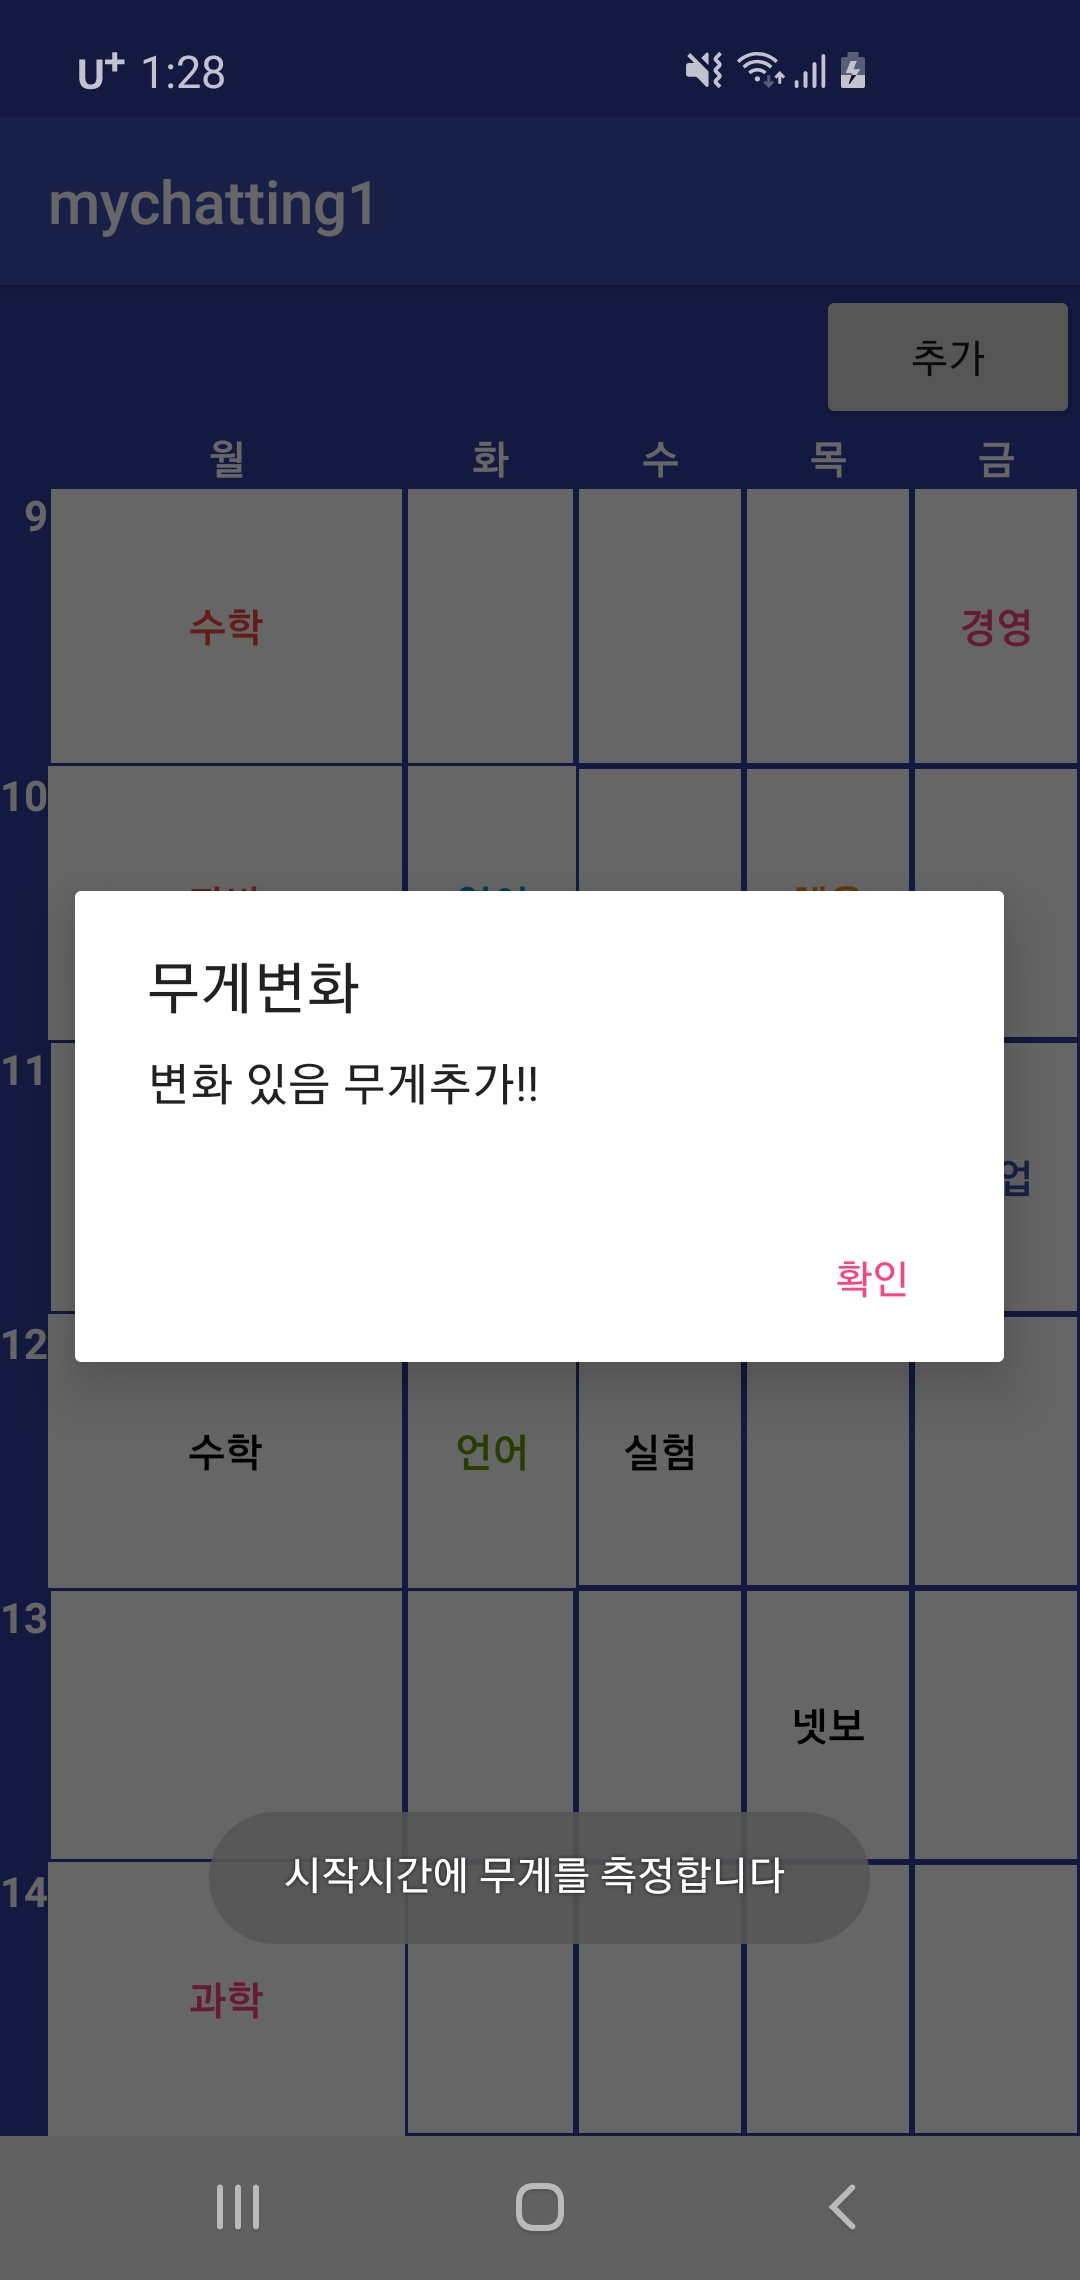 U+ 1:28
mychatting1
추가
월 화 수 목 금
9
수학 경영
10
무게변화
변화 있음 무게추가!!
11
업
확인
12
수학 언어 실험
13
넷보
시작시간에 무게를 측정합니다
14
과학